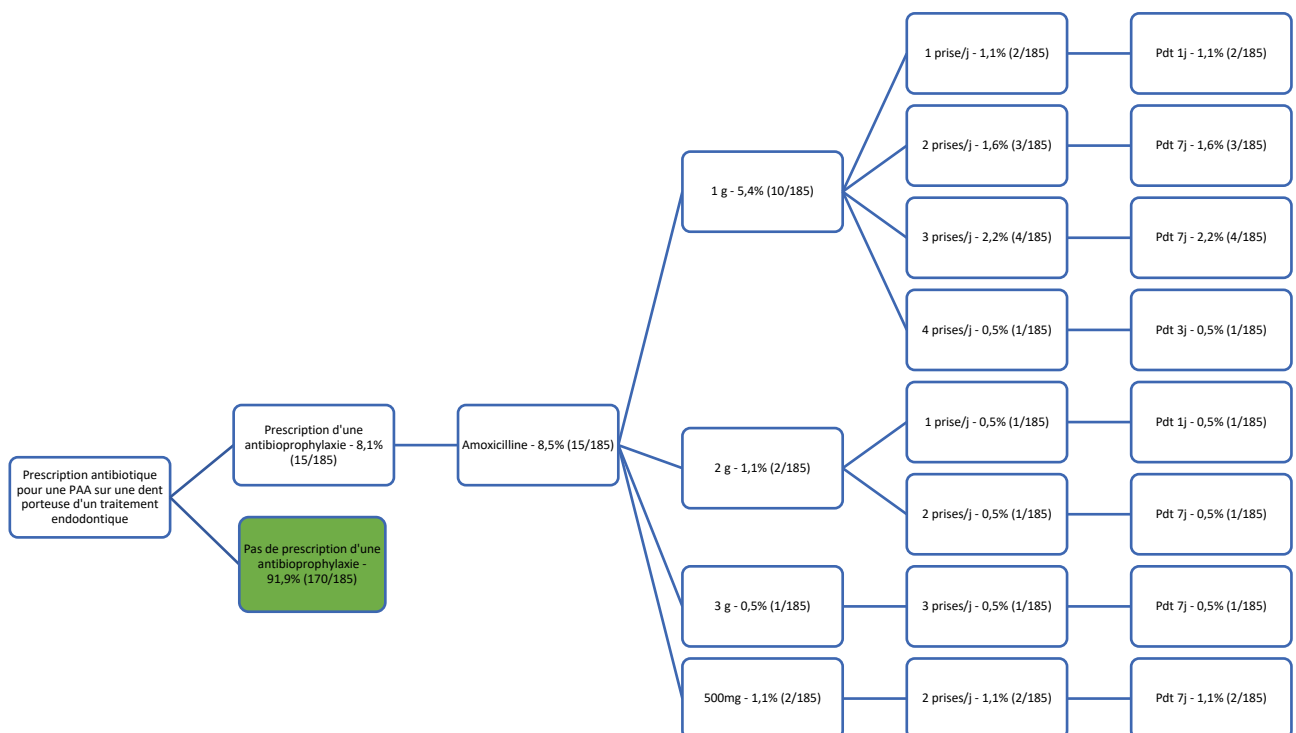 Prescription antibiotique
pour une PAA sur une dent
porteuse d'un traitement
endodontique
Prescription d'une
antibioprophylaxie - 8,1%
(15/185)
Pas de prescription d'une
antibioprophylaxie -
91,9% (170/185)
Amoxicilline - 8,5% (15/185)
1 g - 5,4% (10/185)
1 prise/j - 1,1% (2/185)
Pdt 1j - 1,1% (2/185)
2 prises/j - 1,6% (3/185)
Pdt 7j - 1,6% (3/185)
3 prises/j - 2,2% (4/185)
Pdt 7j - 2,2% (4/185)
4 prises/j - 0,5% (1/185)
Pdt 3j - 0,5% (1/185)
2 g - 1,1% (2/185)
1 prise/j - 0,5% (1/185)
Pdt 1j - 0,5% (1/185)
2 prises/j - 0,5% (1/185)
Pdt 7j - 0,5% (1/185)
3 g - 0,5% (1/185)
3 prises/j - 0,5% (1/185)
Pdt 7j - 0,5% (1/185)
500mg - 1,1% (2/185)
2 prises/j - 1,1% (2/185)
Pdt 7j - 1,1% (2/185)